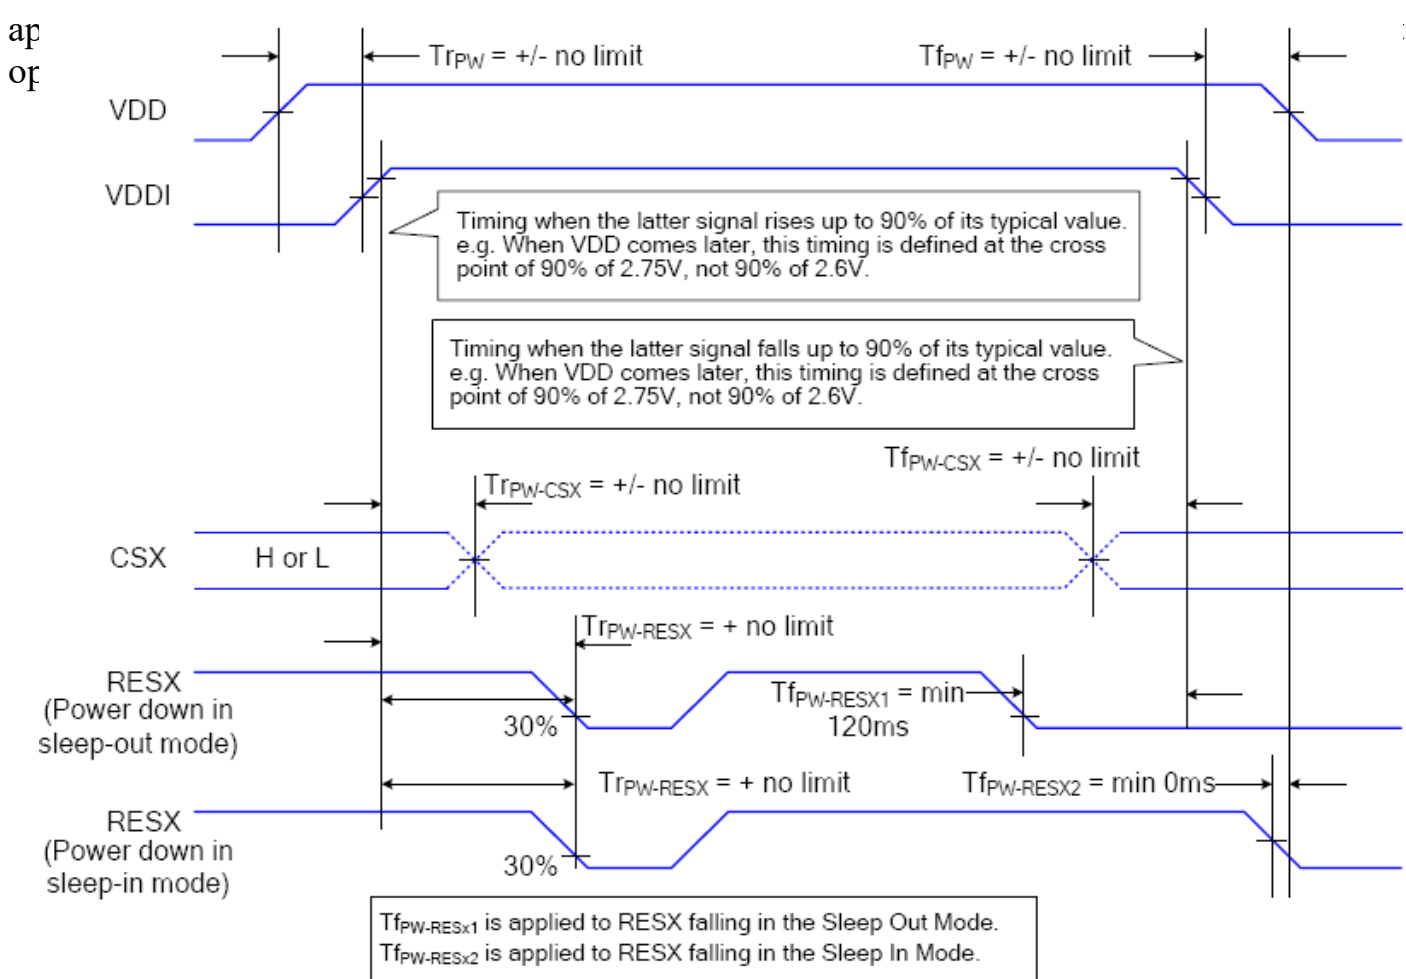 ap
op
TrPW = +/- no limit
TfPW = +/- no limit
VDD
VDDI
Timing when the latter signal rises up to 90% of its typical value.
e.g. When VDD comes later, this timing is defined at the cross
point of 90% of 2.75V, not 90% of 2.6V.
Timing when the latter signal falls up to 90% of its typical value.
e.g. When VDD comes later, this timing is defined at the cross
point of 90% of 2.75V, not 90% of 2.6V.
TfPW-CSX = +/- no limit
TrPW-CSX = +/- no limit
CSX
H or L
TrPW-RESX = + no limit
RESX
(Power down in
sleep-out mode)
30%
TfPW-RESX1 = min
120ms
TrPW-RESX = + no limit
TfPW-RESX2 = min 0ms
RESX
(Power down in
sleep-in mode)
30%
TfPW-RESx1 is applied to RESX falling in the Sleep Out Mode.
TfPW-RESx2 is applied to RESX falling in the Sleep In Mode.